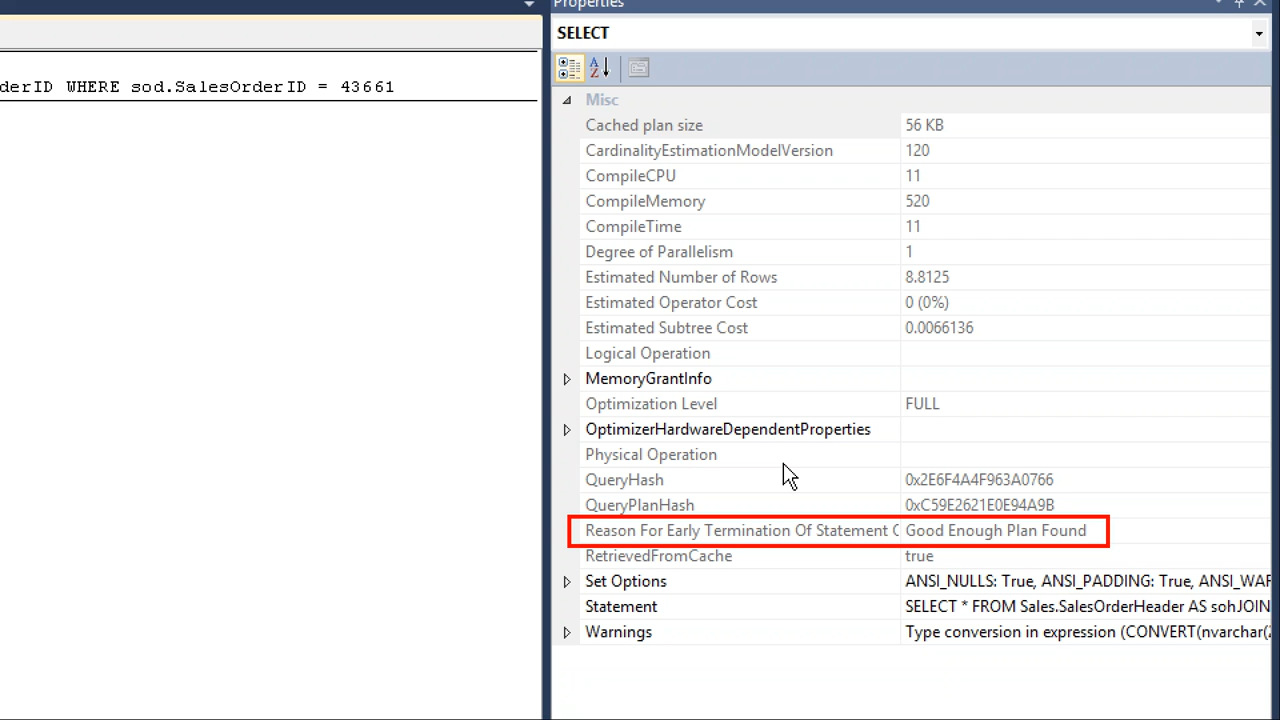 Properties
SELECT
derID WHERE sod.SalesOrderID = 43661
Misc
Cached plan size 56 KB
CardinalityEstimationModelVersion 120
CompileCPU 11
CompileMemory 520
CompileTime 11
Degree of Parallelism 1
Estimated Number of Rows 8.8125
Estimated Operator Cost 0 (0%)
Estimated Subtree Cost 0.0066136
Logical Operation
MemoryGrantInfo
Optimization Level FULL
OptimizerHardwareDependentProperties
Physical Operation
QueryHash 0x2E6F4A4F963A0766
QueryPlanHash 0xC59E2621E0E94A9B
Reason For Early Termination Of Statement Good Enough Plan Found
RetrievedFromCache true
Set Options ANSI_NULLS: True, ANSI_PADDING: True, ANSI_WAR
Statement SELECT * FROM Sales.SalesOrderHeader AS sohJOIN
Warnings Type conversion in expression (CONVERT(nvarchar(2